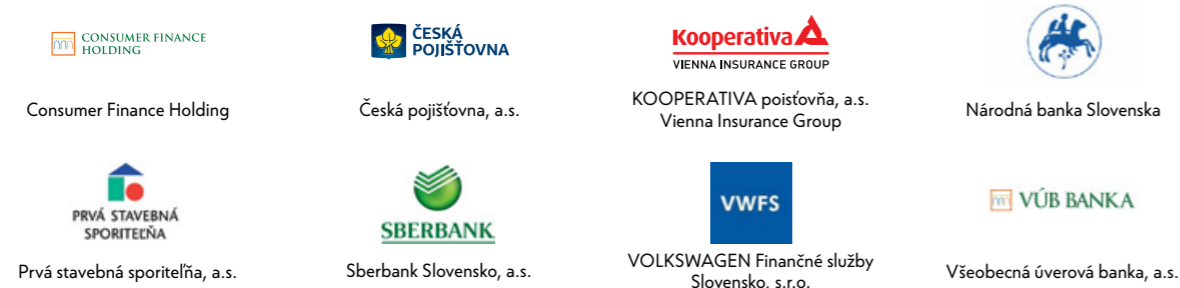 CONSUMER FINANCE
HOLDING
ČESKÁ
POJIŠŤOVNA
Kooperativa
VIENNA INSURANCE GROUP
Consumer Finance Holding
Česká pojišťovna, a.s.
KOOPERATIVA poisťovňa, a.s.
Vienna Insurance Group
Národná banka Slovenska
PRVÁ STAVEBNÁ
SPORITEĽŇA
SBERBANK
VWFS
VÚB BANKA
Prvá stavebná sporiteľňa, a.s.
Sberbank Slovensko, a.s.
VOLKSWAGEN Finančné služby
Slovensko, s.r.o.
Všeobecná úverová banka, a.s.